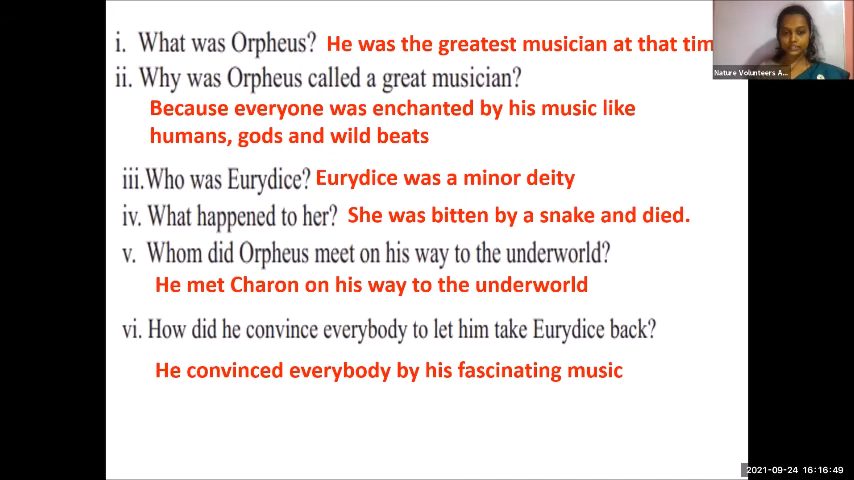 i. What was Orpheus? He was the greatest musician at that tim
Nature Volunteers A...
ii. Why was Orpheus called a great musician?
Because everyone was enchanted by his music like
humans, gods and wild beats
iii.Who was Eurydice? Eurydice was a minor deity
iv. What happened to her? She was bitten by a snake and died.
v. Whom did Orpheus meet on his way to the underworld?
He met Charon on his way to the underworld
vi. How did he convince everybody to let him take Eurydice back?
He convinced everybody by his fascinating music
2021-09-24 16:16:49